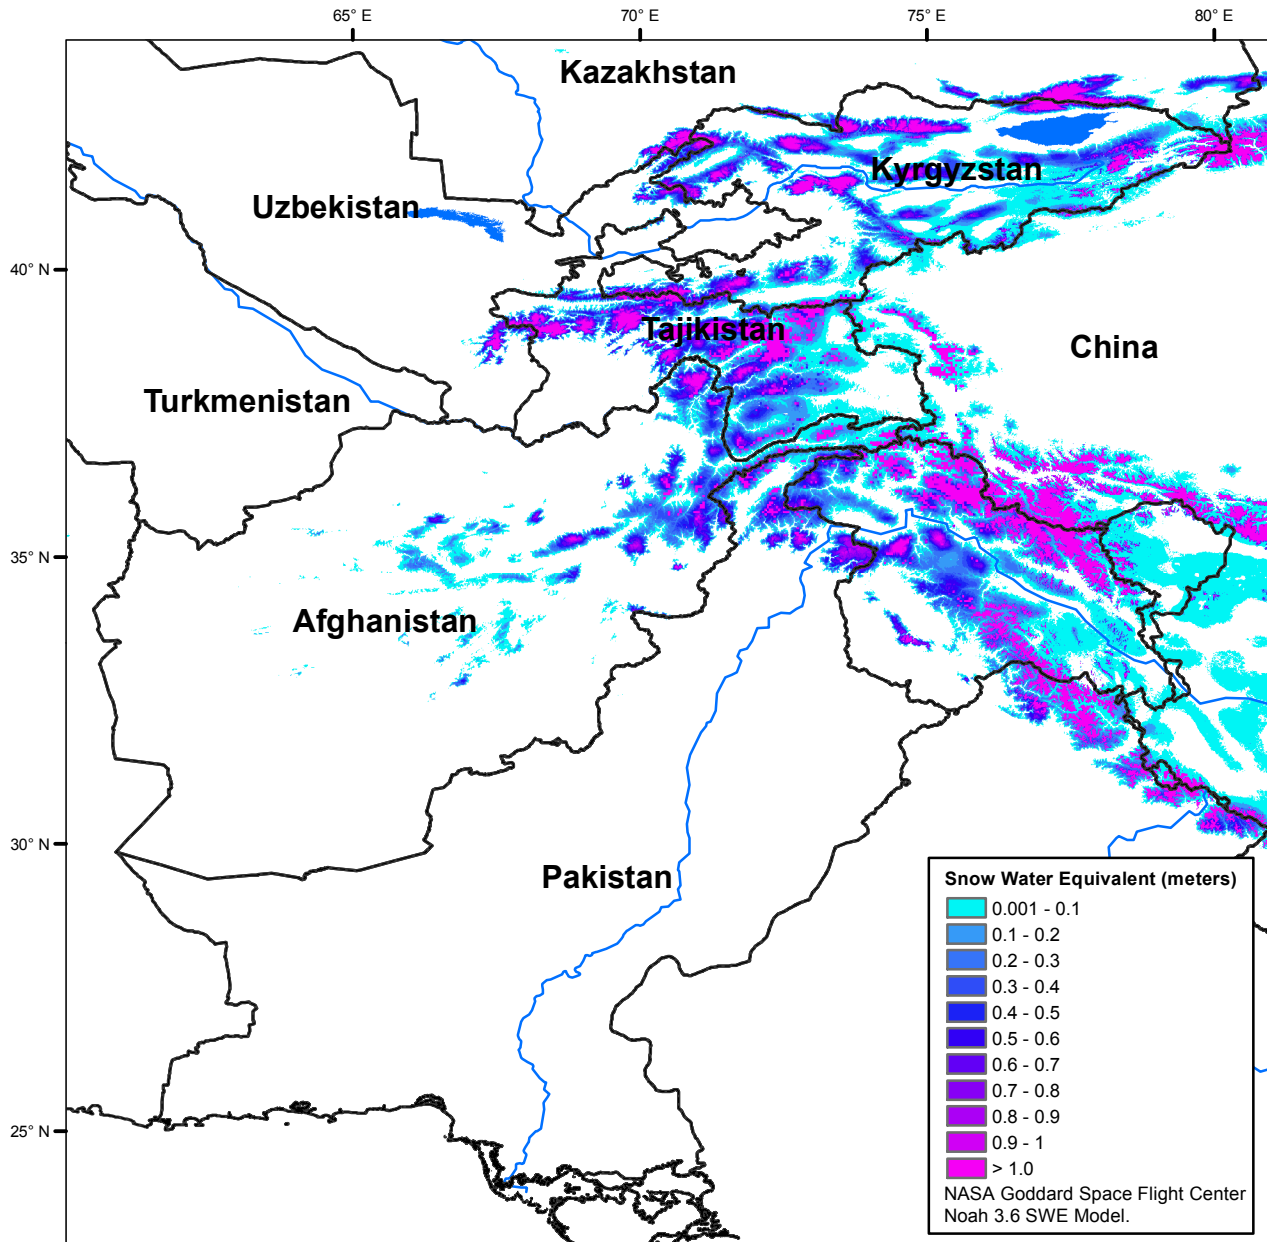 65° E
70° E
75° E
80° E
Kazakhstan
Kyrgyzstan
Uzbekistan
40° N
Tajikistan
China
Turkmenistan
35° N
Afghanistan
30° N
Pakistan
25° N
Snow Water Equivalent (meters)
0.001 - 0.1
0.1 - 0.2
0.2 - 0.3
0.3 - 0.4
0.4 - 0.5
0.5 - 0.6
0.6 - 0.7
0.7 - 0.8
0.8 - 0.9
0.9 - 1
> 1.0
NASA Goddard Space Flight Center
Noah 3.6 SWE Model.